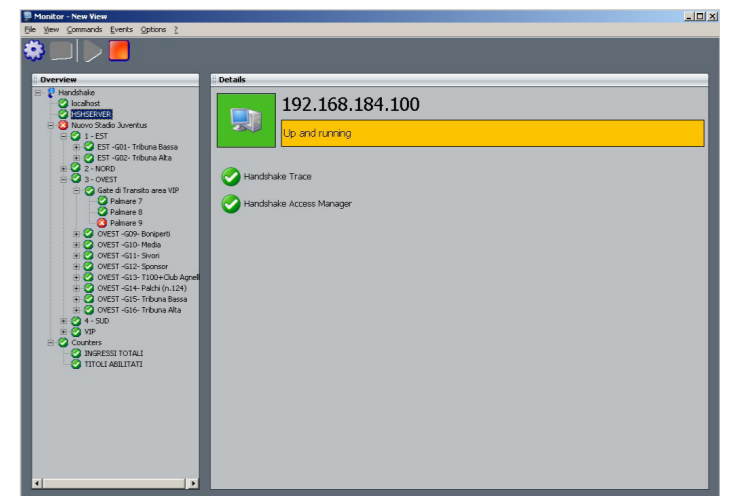 Monitor - New View
File View Commands Events Options ?
Overview
Handshake
localhost
HSHSERVER
Nuovo Stadio Juventus
1 - EST
EST -G01- Tribuna Bassa
EST -G02- Tribuna Alta
2 - NORD
3 - OVEST
Gate di Transito area VIP
Palmare 7
Palmare 8
Palmare 9
OVEST -G09- Boniperti
OVEST -G10- Media
OVEST -G11- Sivori
OVEST -G12- Sponsor
OVEST -G13- T100+Club Agnell
OVEST -G14- Palchi (n.124)
OVEST -G15- Tribuna Bassa
OVEST -G16- Tribuna Alta
4 - SUD
VIP
Counters
INGRESSI TOTALI
TITOLI ABILITATI
Details
192.168.184.100
Up and running
Handshake Trace
Handshake Access Manager